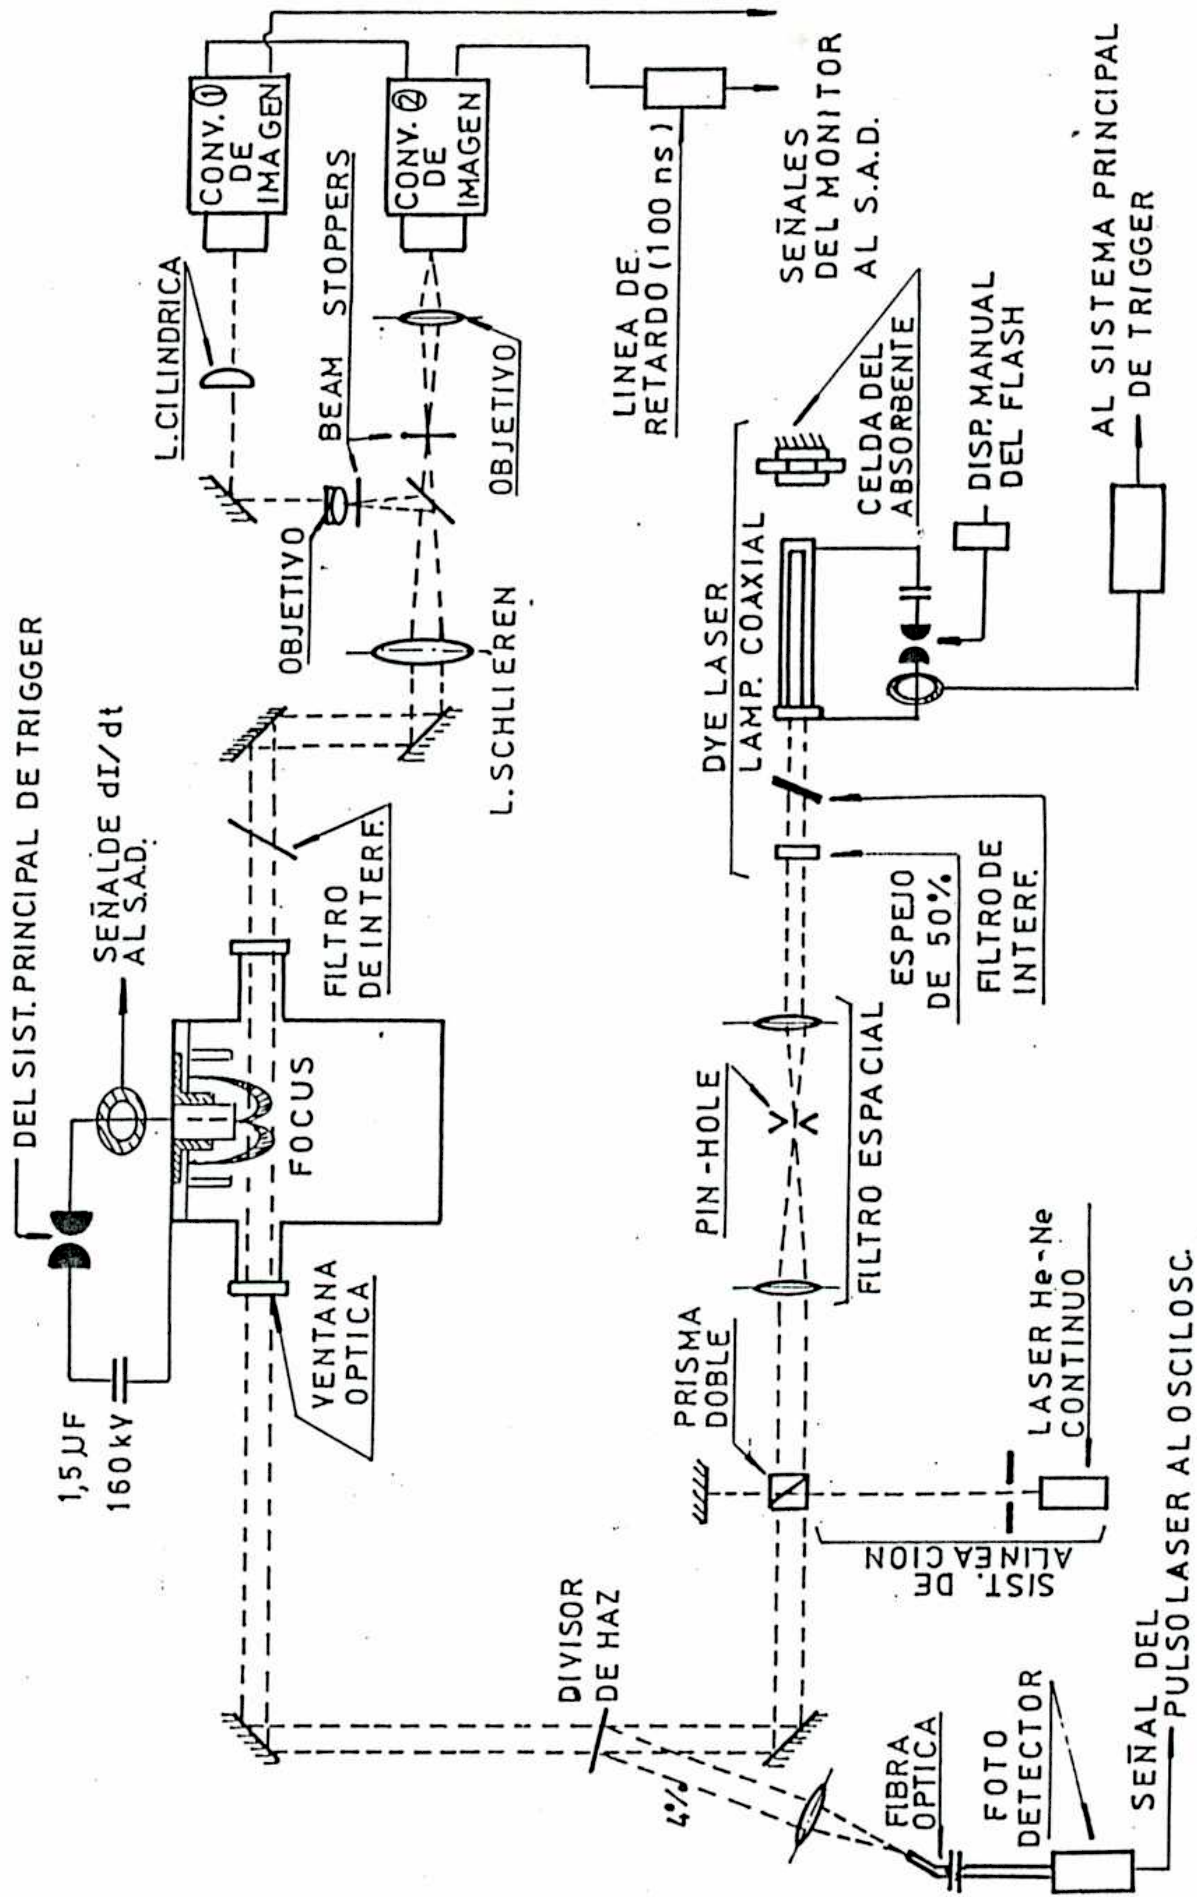 DEL SIST. PRINCIPAL DE TRIGGER
SEÑAL DE dI/dt
AL S.A.D.
1,5 µF
160 kV
FOCUS
VENTANA
OPTICA
FILTRO
DE INTERF.
L. SCHLIEREN
OBJETIVO
L. CILINDRICA
BEAM STOPPERS
OBJETIVO
CONV. ①
DE
IMAGEN
CONV. ②
DE
IMAGEN
LINEA DE
RETARDO (100 ns)
SEÑALES
DEL MONITOR
AL S.A.D.
DIVISOR
DE HAZ
4%
FIBRA
OPTICA
FOTO
DETECTOR
SEÑAL DEL
PULSO LASER AL OSCILOSC.
PRISMA
DOBLE
SIST. DE
ALINEACION
LASER He-Ne
CONTINUO
PIN-HOLE
FILTRO ESPACIAL
ESPEJO
DE 50%
FILTRO DE
INTERF.
DYE LASER
LAMP. COAXIAL
CELDA DEL
ABSORBENTE
DISP. MANUAL
DEL FLASH
AL SISTEMA PRINCIPAL
DE TRIGGER